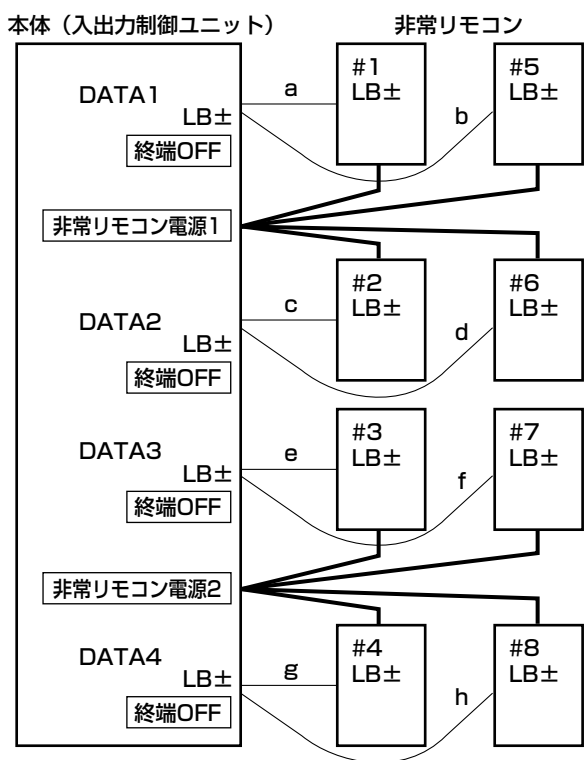 本体（入出力制御ユニット）
非常リモコン
DATA1
LB±
終端OFF
a
#1
LB±
b
#5
LB±
非常リモコン電源1
DATA2
LB±
終端OFF
c
#2
LB±
d
#6
LB±
DATA3
LB±
終端OFF
e
#3
LB±
f
#7
LB±
非常リモコン電源2
DATA4
LB±
終端OFF
g
#4
LB±
h
#8
LB±